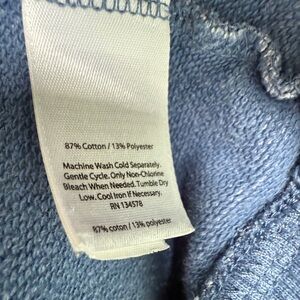 87% Cotton / 13% Polyester
Machine Wash Cold Separately.
Gentle Cycle. Only Non-Chlorine
Bleach When Needed. Tumble Dry
Low. Cool Iron If Necessary.
RN 134578
87% coton / 13% polyester